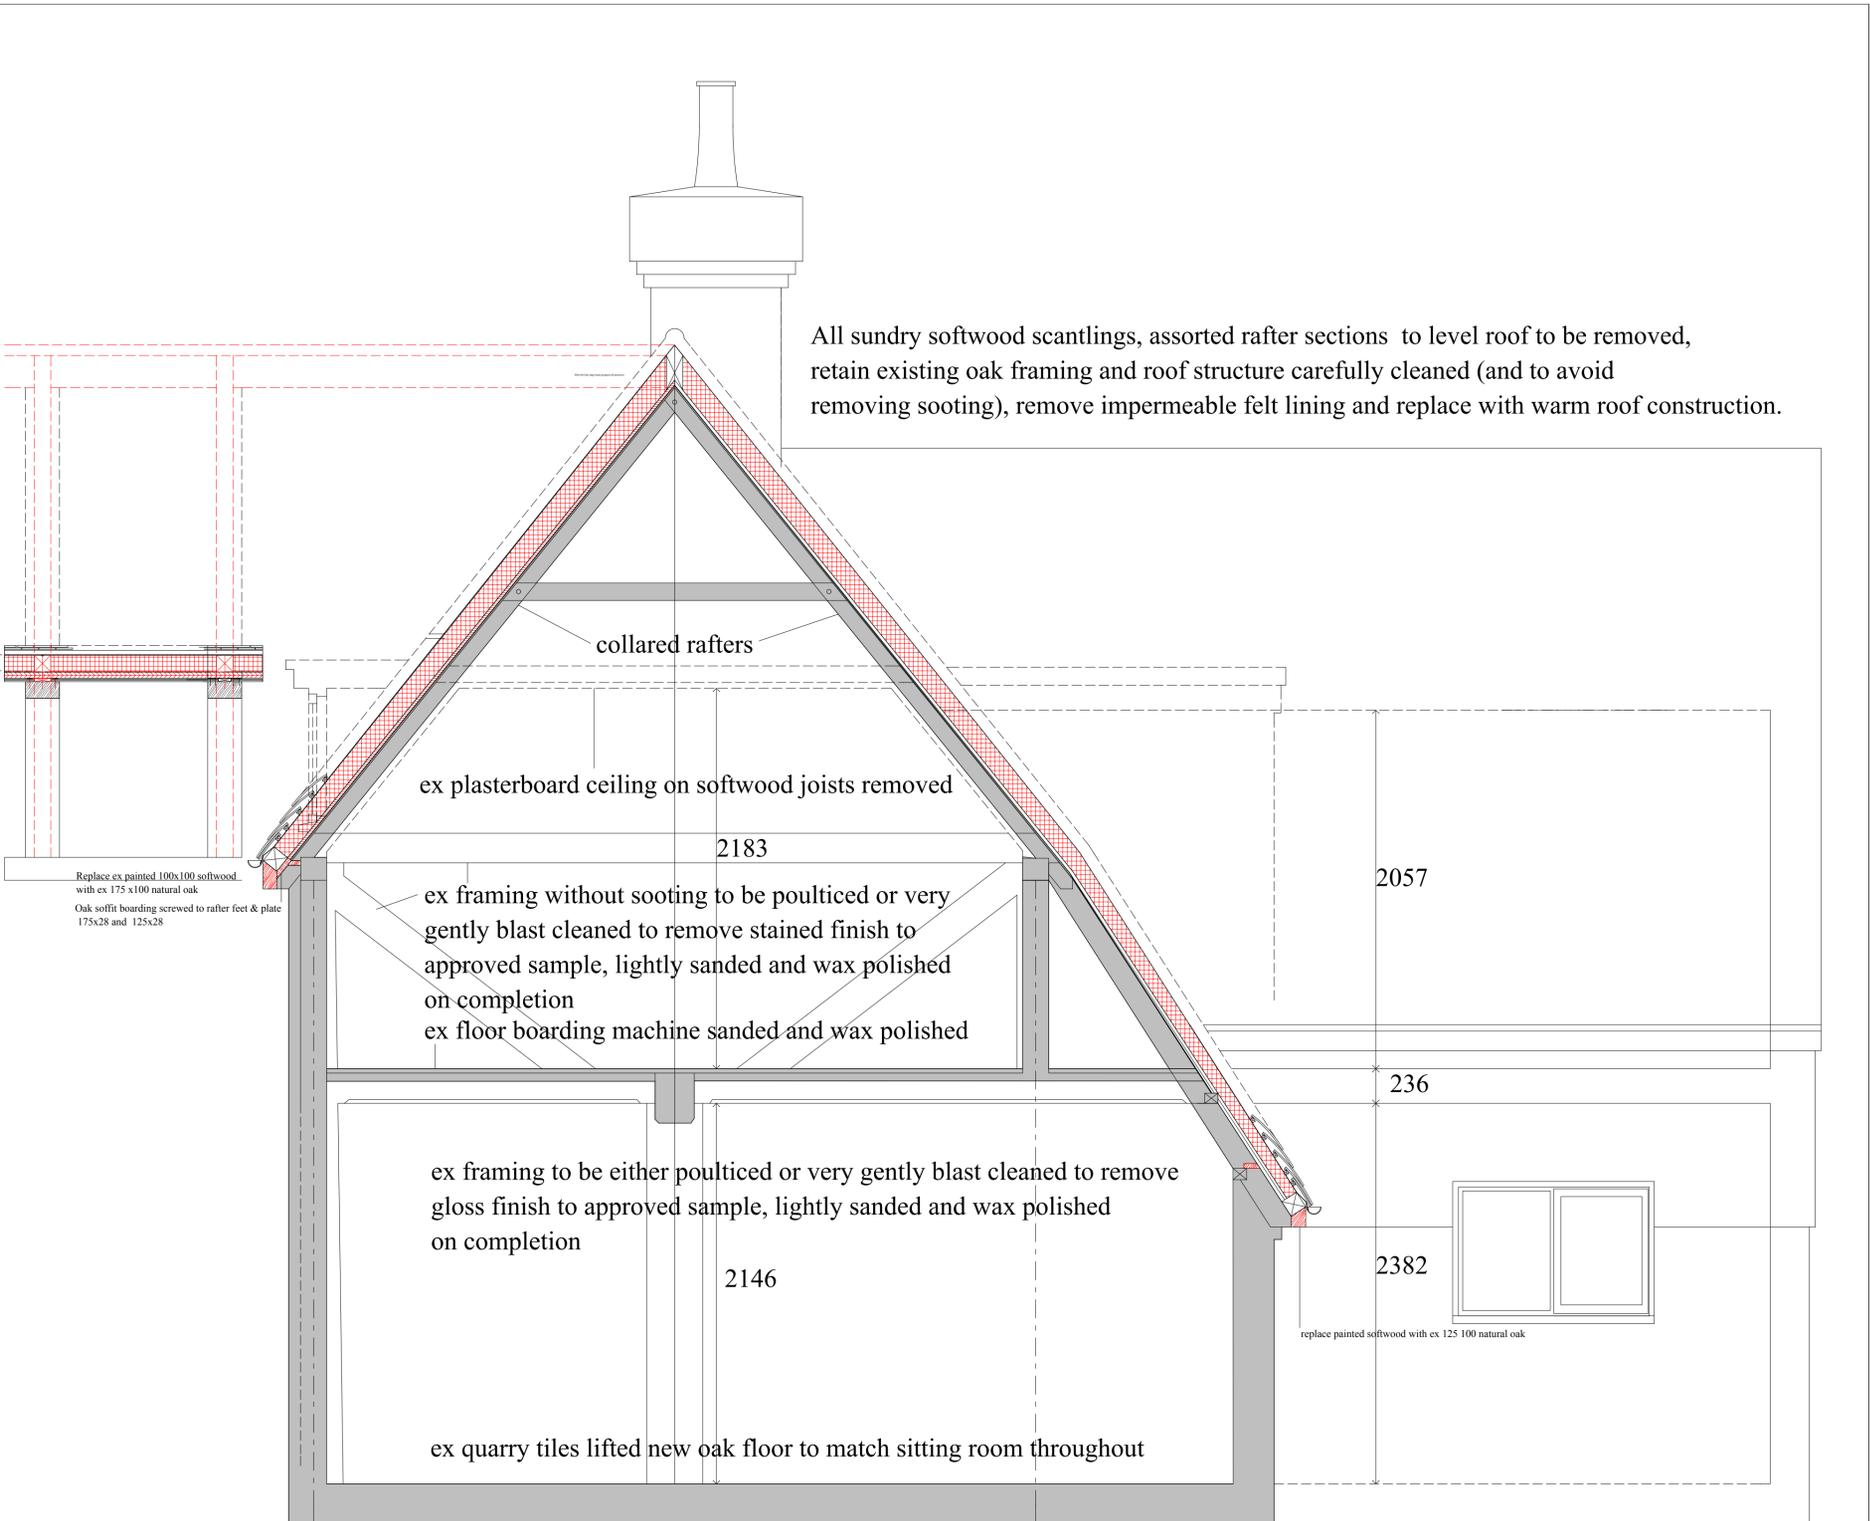 All sundry softwood scantlings, assorted rafter sections to level roof to be removed,
retain existing oak framing and roof structure carefully cleaned (and to avoid
removing sooting), remove impermeable felt lining and replace with warm roof construction.
collared rafters
ex plasterboard ceiling on softwood joists removed
2183
2057
Replace ex painted 100x100 softwood
with ex 175 x100 natural oak
Oak soffit boarding screwed to rafter feet & plate
175x28 and 125x28
ex framing without sooting to be poulticed or very
gently blast cleaned to remove stained finish to
approved sample, lightly sanded and wax polished
on completion
ex floor boarding machine sanded and wax polished
236
ex framing to be either poulticed or very gently blast cleaned to remove
gloss finish to approved sample, lightly sanded and wax polished
on completion
2146
2382
replace painted softwood with ex 125 100 natural oak
ex quarry tiles lifted new oak floor to match sitting room throughout